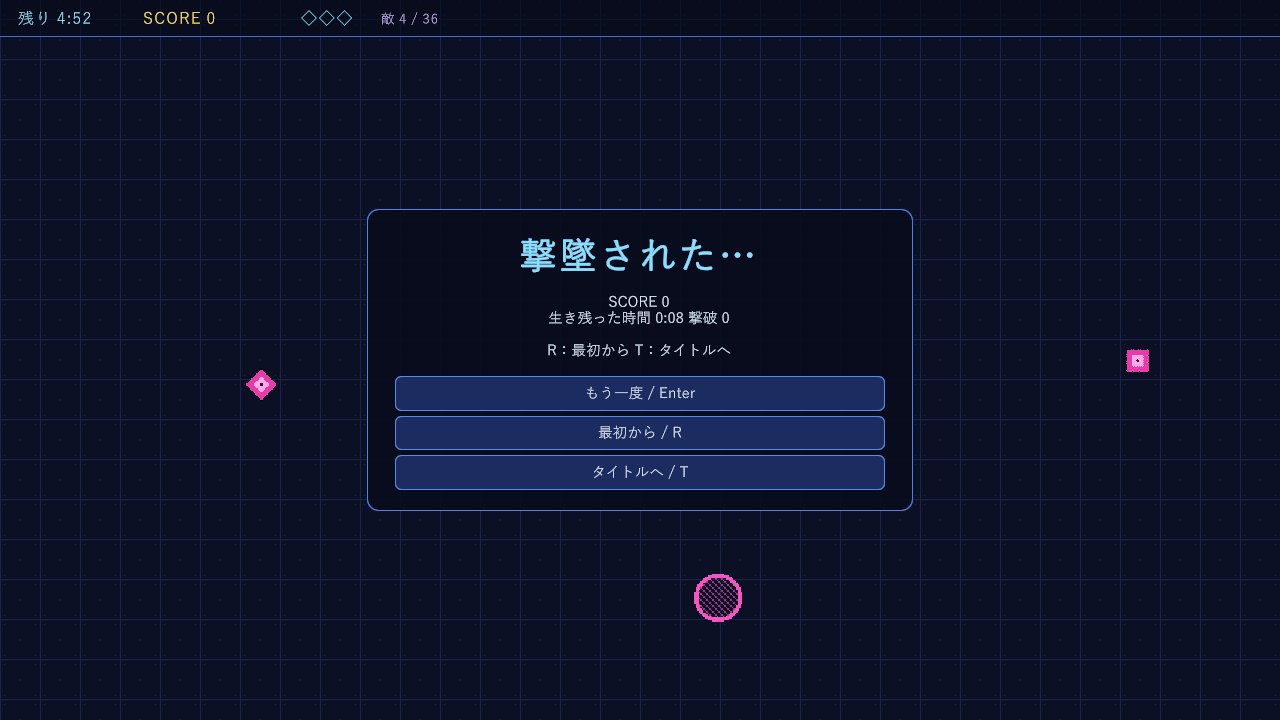 残り 4:52 SCORE 0 ◇◇◇ 敵 4 / 36
撃墜された…
SCORE 0
生き残った時間 0:08 撃破 0
R：最初から T：タイトルへ
もう一度 / Enter
最初から / R
タイトルへ / T